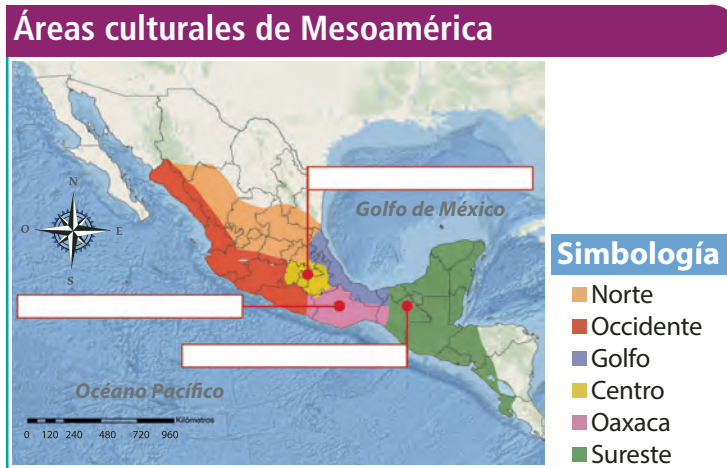 Áreas culturales de Mesoamérica
N
Golfo de México
O
E
S
Simbología
Norte
Occidente
Golfo
Centro
Oaxaca
Sureste
Océano Pacífico
Kilómetros
0 120 240 480 720 960